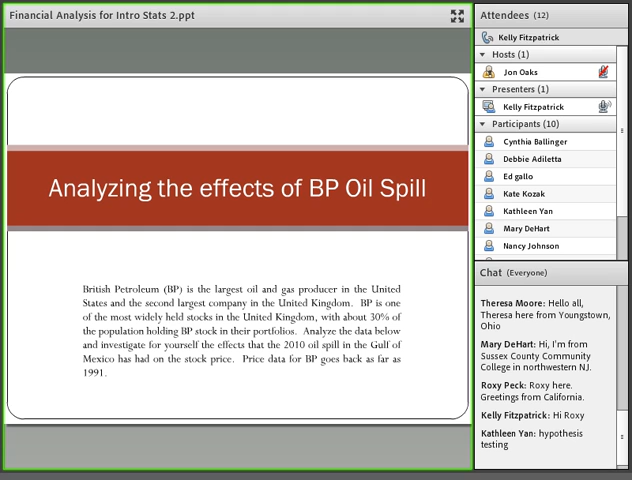 Financial Analysis for Intro Stats 2.ppt
Analyzing the effects of BP Oil Spill
British Petroleum (BP) is the largest oil and gas producer in the United
States and the second largest company in the United Kingdom. BP is one
of the most widely held stocks in the United Kingdom, with about 30% of
the population holding BP stock in their portfolios. Analyze the data below
and investigate for yourself the effects that the 2010 oil spill in the Gulf of
Mexico has had on the stock price. Price data for BP goes back as far as
1991.
Attendees (12)
Kelly Fitzpatrick
Hosts (1)
Jon Oaks
Presenters (1)
Kelly Fitzpatrick
Participants (10)
Cynthia Ballinger
Debbie Adiletta
Ed gallo
Kate Kozak
Kathleen Yan
Mary DeHart
Nancy Johnson
Chat (Everyone)
Theresa Moore: Hello all,
Theresa here from Youngstown,
Ohio
Mary DeHart: Hi, I'm from
Sussex County Community
College in northwestern NJ.
Roxy Peck: Roxy here.
Greetings from California.
Kelly Fitzpatrick: Hi Roxy
Kathleen Yan: hypothesis
testing